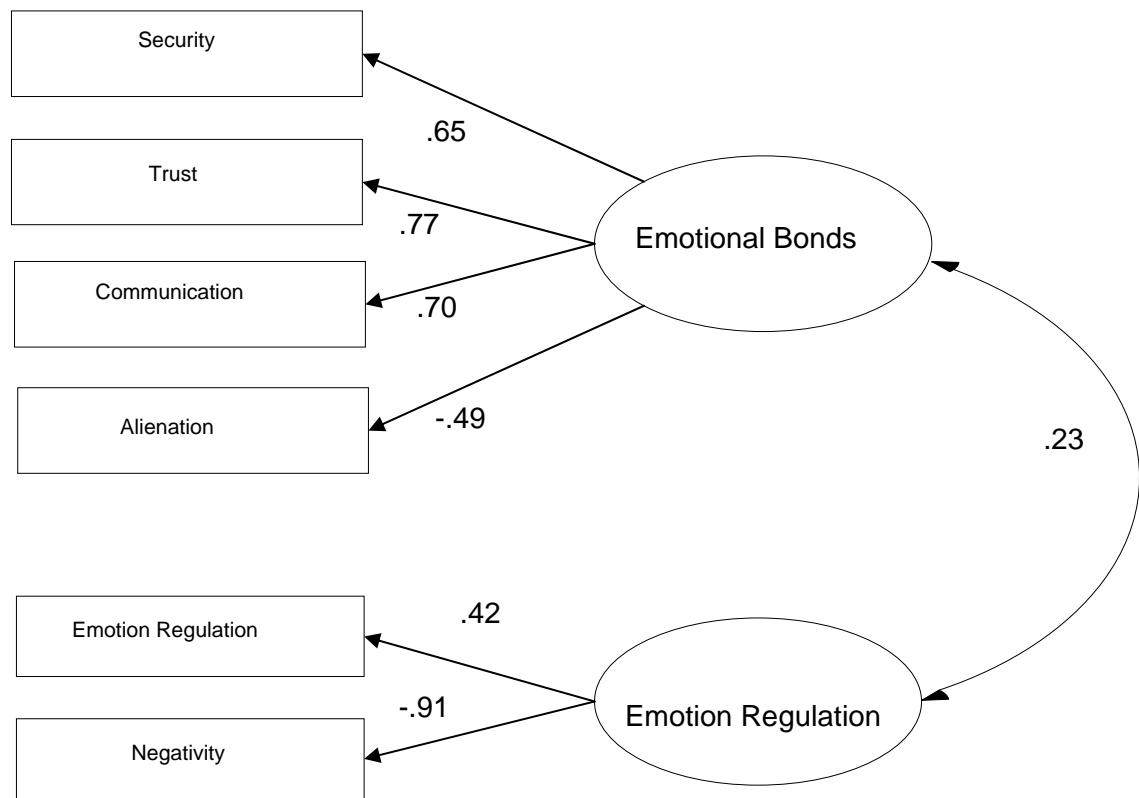 Security
.65
Trust
.77
Emotional Bonds
Communication
.70
Alienation
-.49
.23
Emotion Regulation
.42
-.91
Emotion Regulation
Negativity